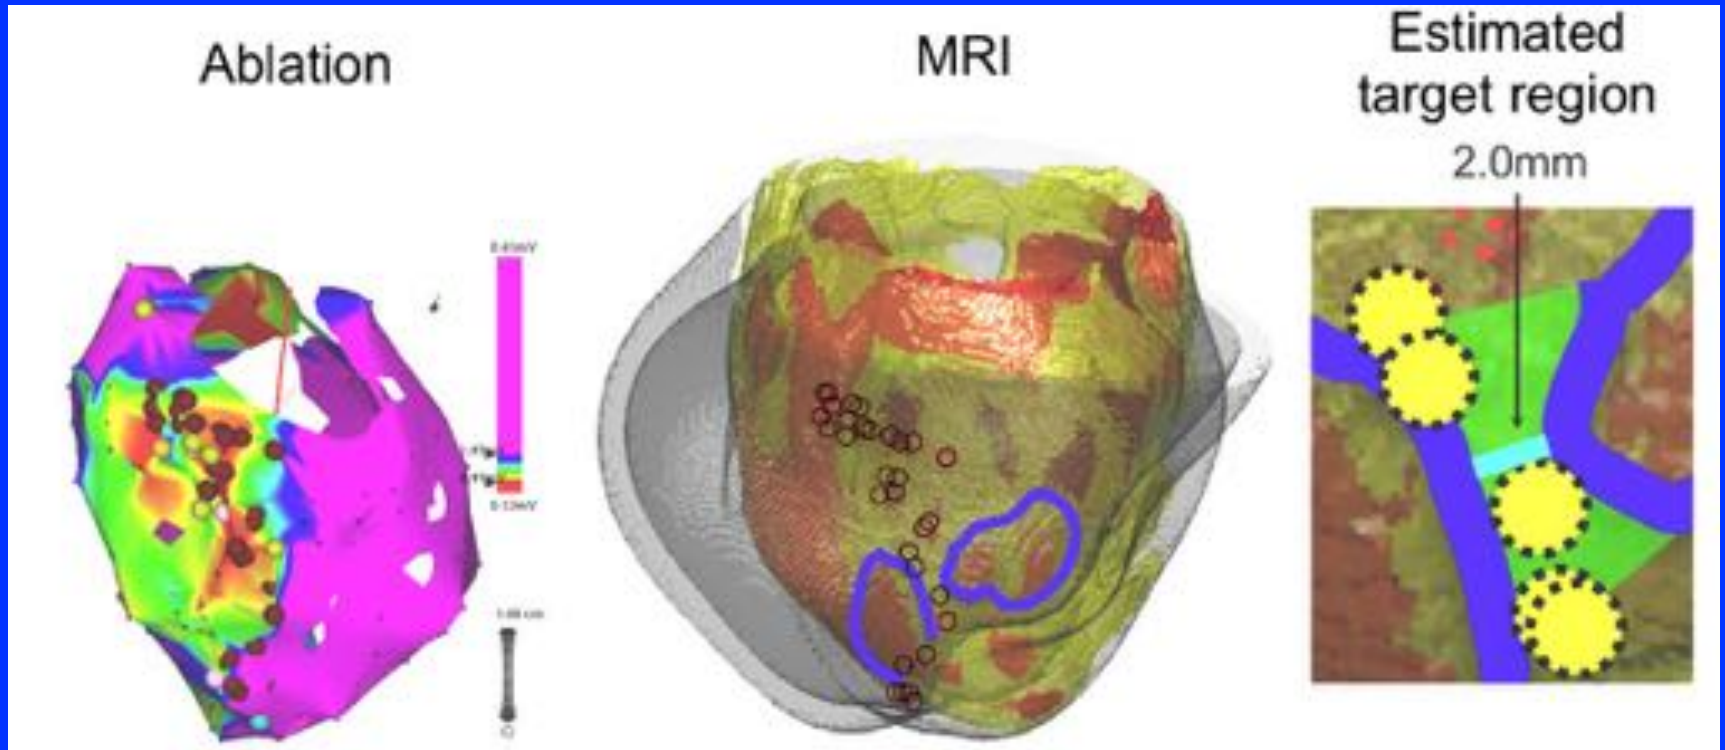 Ablation
MRI
Estimated
target region
2.0mm